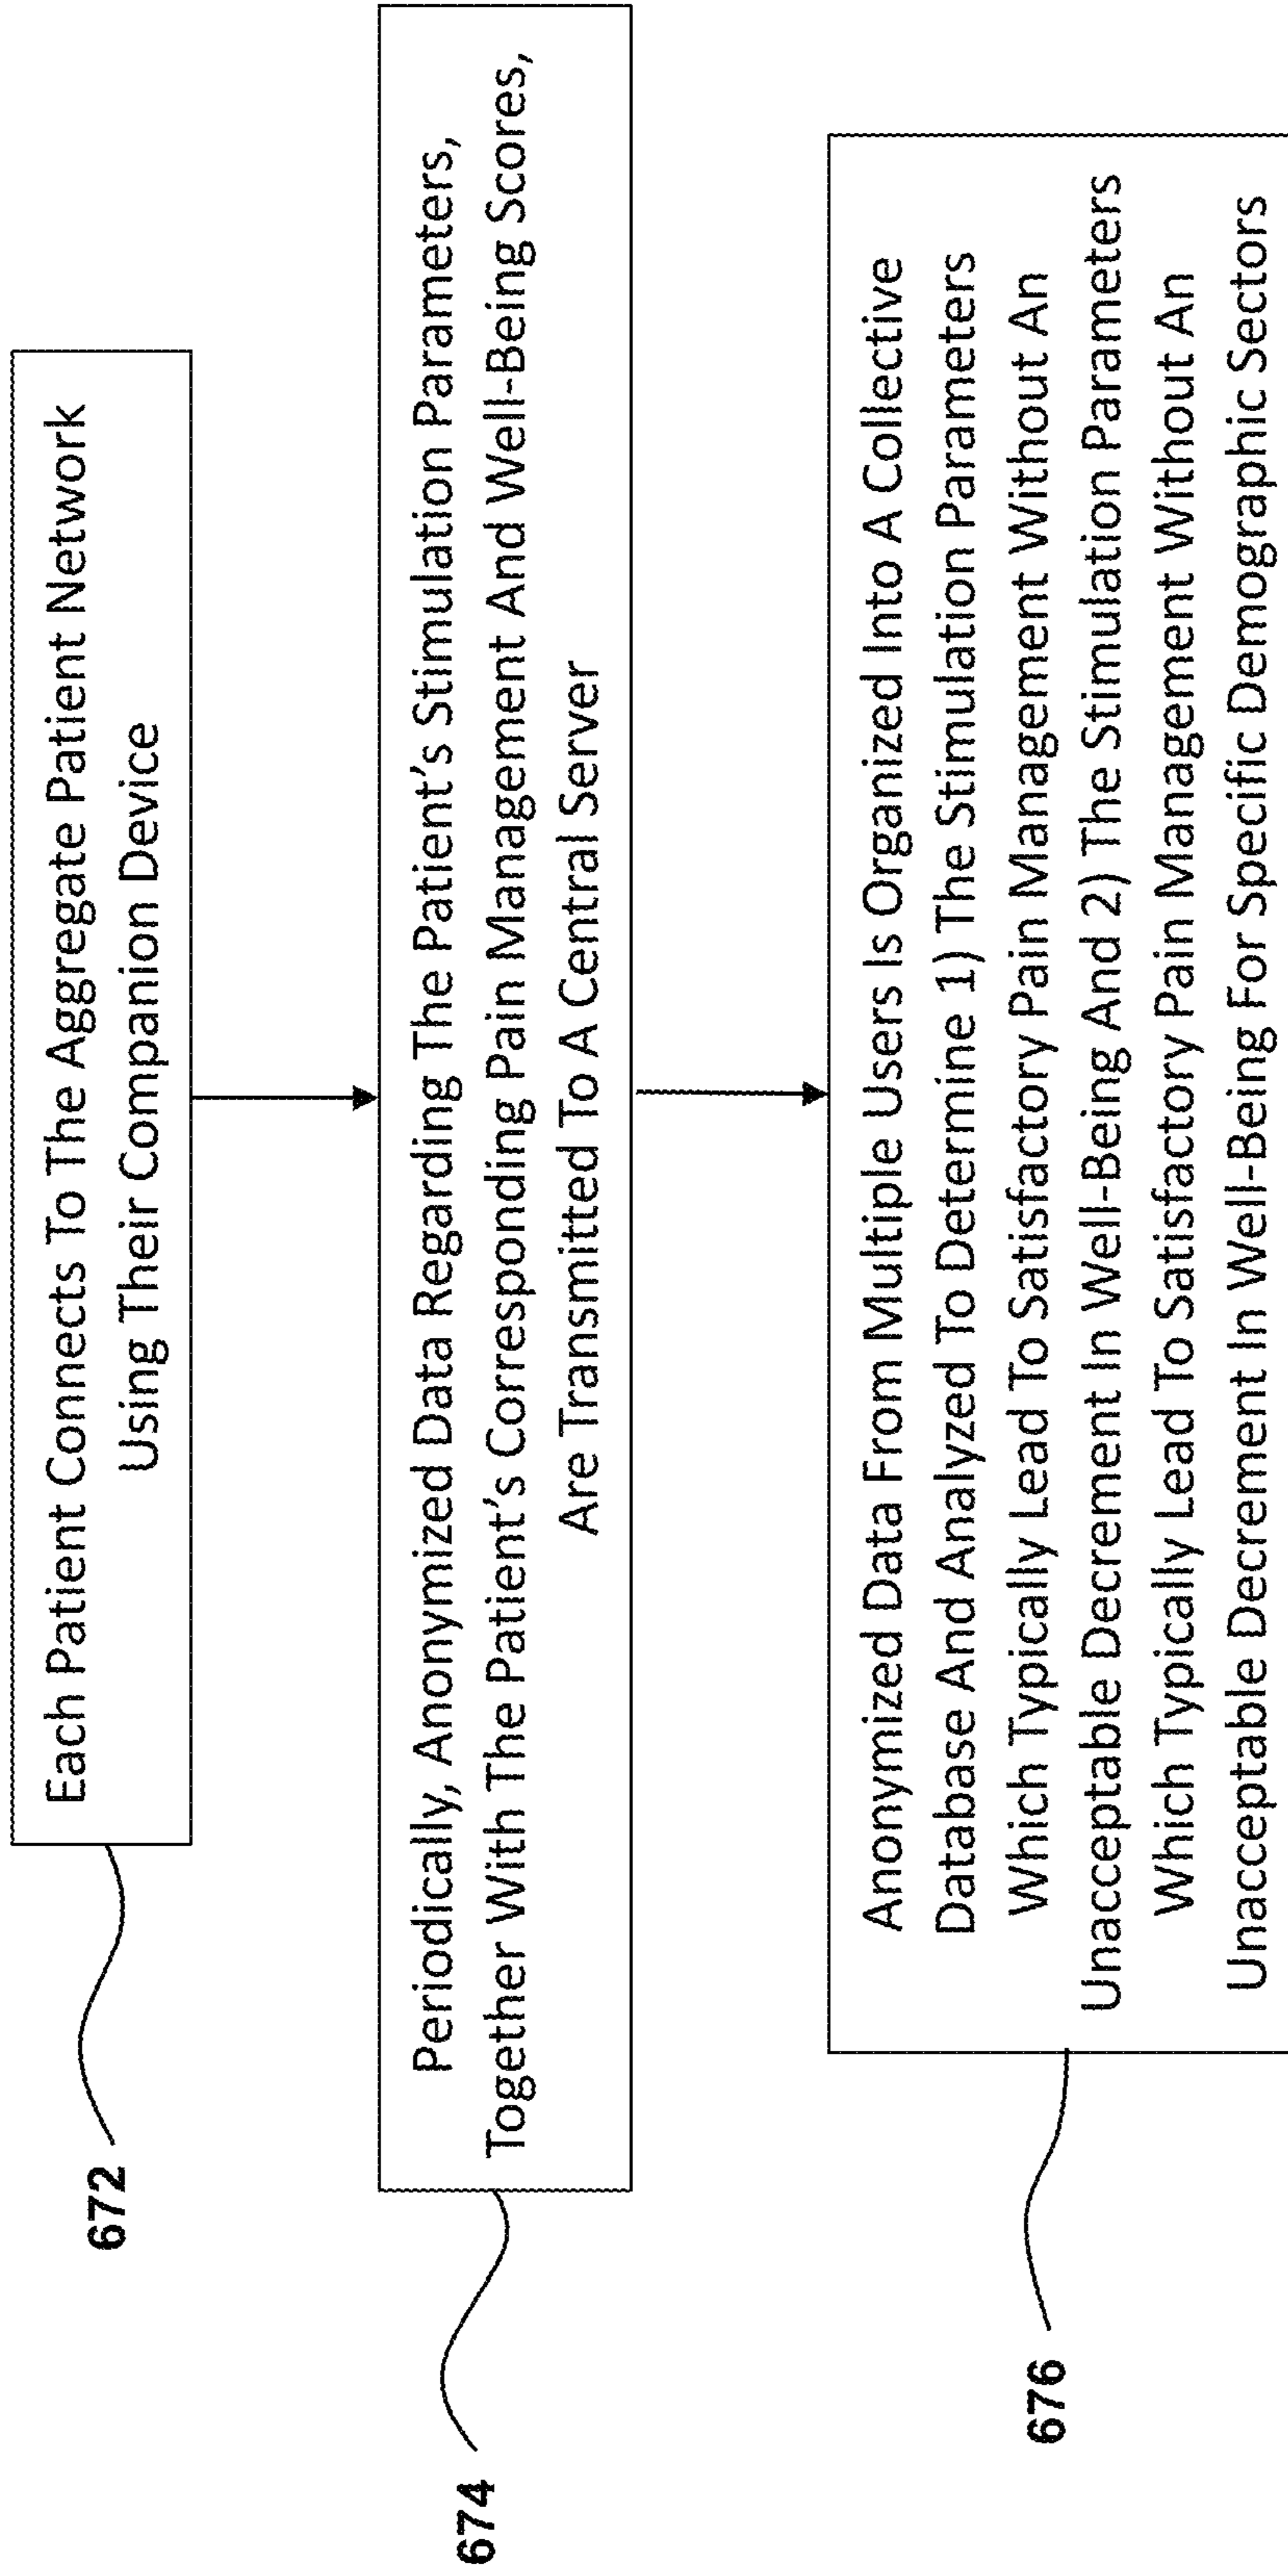 Each Patient Connects To The Aggregate Patient Network
Using Their Companion Device
672
Periodically, Anonymized Data Regarding The Patient's Stimulation Parameters,
Together With The Patient's Corresponding Pain Management And Well-Being Scores,
Are Transmitted To A Central Server
674
Anonymized Data From Multiple Users Is Organized Into A Collective
Database And Analyzed To Determine 1) The Stimulation Parameters
Which Typically Lead To Satisfactory Pain Management Without An
Unacceptable Decrement In Well-Being And 2) The Stimulation Parameters
Which Typically Lead To Satisfactory Pain Management Without An
Unacceptable Decrement In Well-Being For Specific Demographic Sectors
676